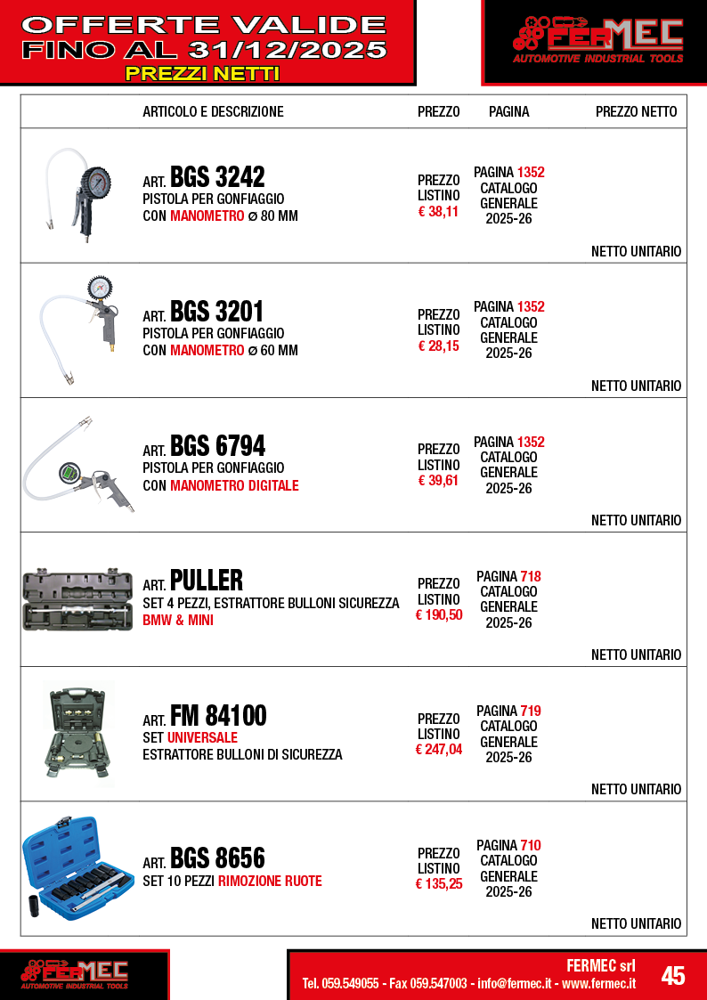 OFFERTE VALIDE
FINO AL 31/12/2025
PREZZI NETTI
FERMEC
AUTOMOTIVE INDUSTRIAL TOOLS
ARTICOLO E DESCRIZIONE PREZZO PAGINA PREZZO NETTO
ART. BGS 3242
PISTOLA PER GONFIAGGIO
CON MANOMETRO Ø 80 MM
PREZZO
LISTINO
€ 38,11
PAGINA 1352
CATALOGO
GENERALE
2025-26
NETTO UNITARIO
ART. BGS 3201
PISTOLA PER GONFIAGGIO
CON MANOMETRO Ø 60 MM
PREZZO
LISTINO
€ 28,15
PAGINA 1352
CATALOGO
GENERALE
2025-26
NETTO UNITARIO
ART. BGS 6794
PISTOLA PER GONFIAGGIO
CON MANOMETRO DIGITALE
PREZZO
LISTINO
€ 39,61
PAGINA 1352
CATALOGO
GENERALE
2025-26
NETTO UNITARIO
ART. PULLER
SET 4 PEZZI, ESTRATTORE BULLONI SICUREZZA
BMW & MINI
PREZZO
LISTINO
€ 190,50
PAGINA 718
CATALOGO
GENERALE
2025-26
NETTO UNITARIO
ART. FM 84100
SET UNIVERSALE
ESTRATTORE BULLONI DI SICUREZZA
PREZZO
LISTINO
€ 247,04
PAGINA 719
CATALOGO
GENERALE
2025-26
NETTO UNITARIO
ART. BGS 8656
SET 10 PEZZI RIMOZIONE RUOTE
PREZZO
LISTINO
€ 135,25
PAGINA 710
CATALOGO
GENERALE
2025-26
NETTO UNITARIO
FERMEC
AUTOMOTIVE INDUSTRIAL TOOLS
FERMEC srl
Tel. 059.549055 - Fax 059.547003 - info@fermec.it - www.fermec.it
45